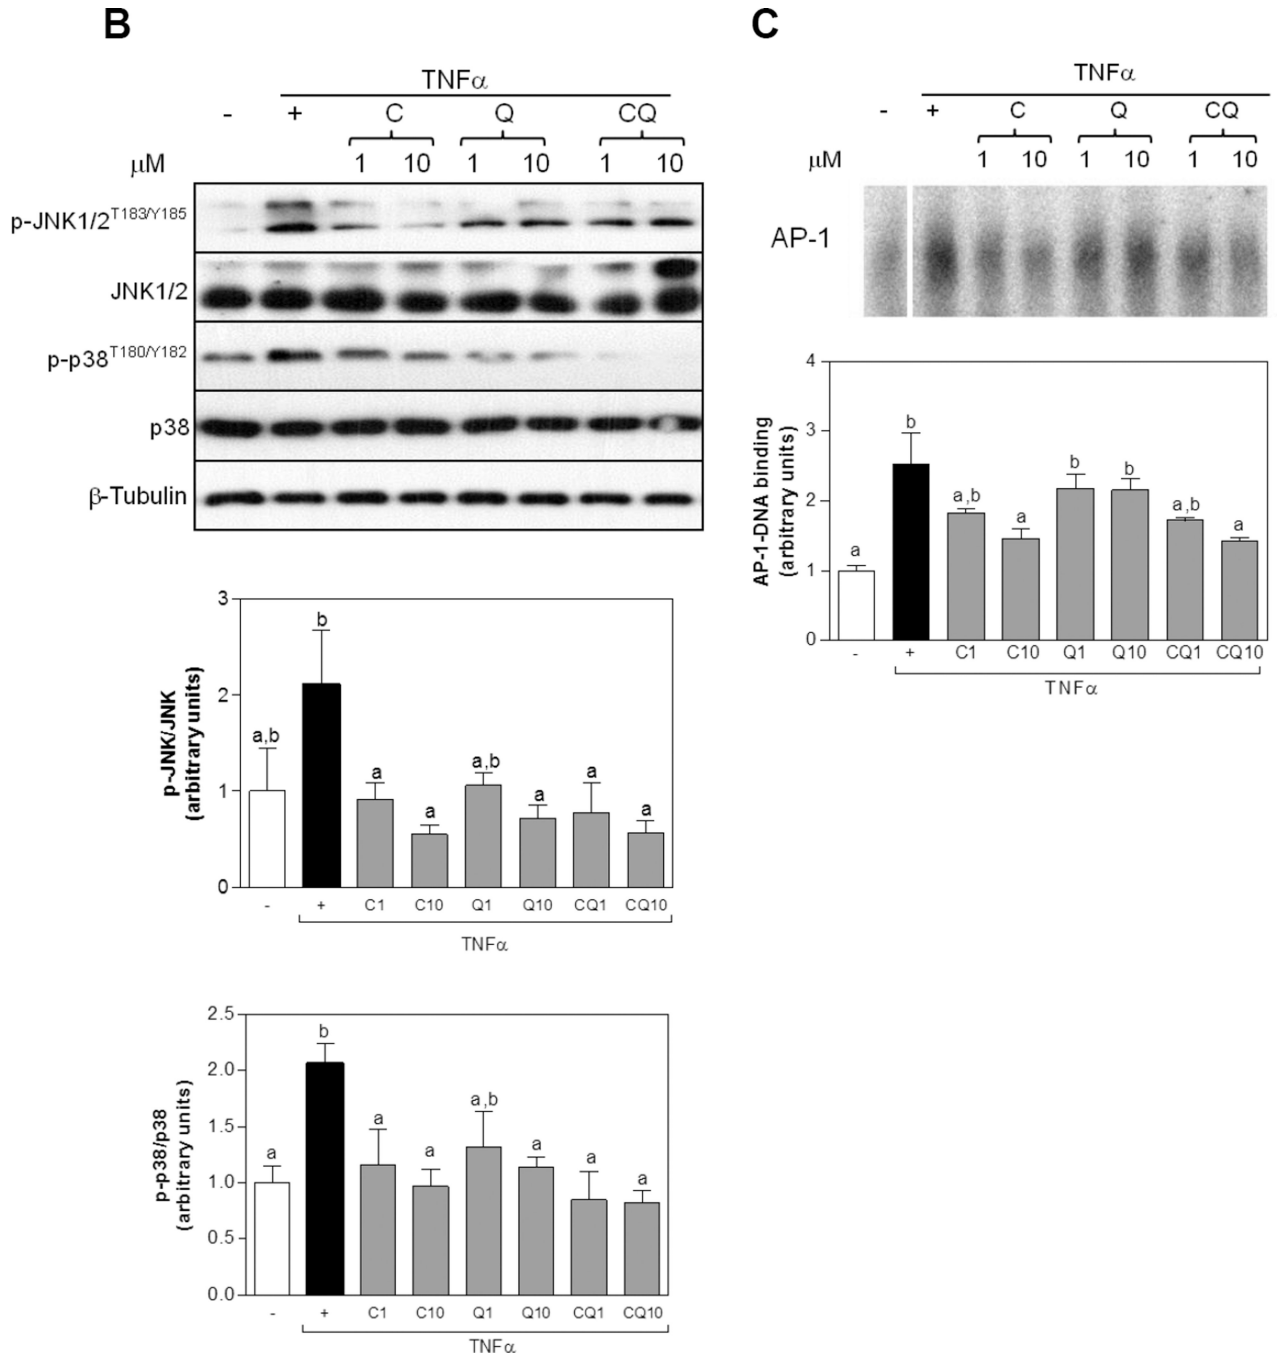 B
TNFα
- + C Q CQ
μM 1 10 1 10 1 10
p-JNK1/2T183/Y185
JNK1/2
p-p38T180/Y182
p38
β-Tubulin
p-JNK/JNK
(arbitrary units)
3
2
1
0
a,b b a a a,b a a a
- + C1 C10 Q1 Q10 CQ1 CQ10
TNFα
p-p38/p38
(arbitrary units)
2.5
2.0
1.5
1.0
0.5
0.0
a b a a a,b a a a
- + C1 C10 Q1 Q10 CQ1 CQ10
TNFα
C
TNFα
- + C Q CQ
μM 1 10 1 10 1 10
AP-1
AP-1-DNA binding
(arbitrary units)
4
3
2
1
0
a b a,b a b b a,b a
- + C1 C10 Q1 Q10 CQ1 CQ10
TNFα